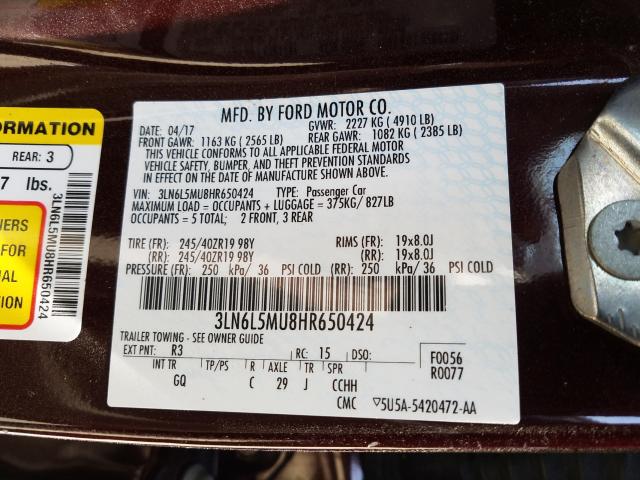 MFD. BY FORD MOTOR CO.
DATE: 04/17 GVWR: 2227 KG ( 4910 LB)
FRONT GAWR: 1163 KG ( 2565 LB) REAR GAWR: 1082 KG ( 2385 LB)
THIS VEHICLE CONFORMS TO ALL APPLICABLE FEDERAL MOTOR
VEHICLE SAFETY, BUMPER, AND THEFT PREVENTION STANDARDS
IN EFFECT ON THE DATE OF MANUFACTURE SHOWN ABOVE.
VIN: 3LN6L5MU8HR650424 TYPE: Passenger Car
MAXIMUM LOAD = OCCUPANTS + LUGGAGE = 375KG/ 827LB
OCCUPANTS = 5 TOTAL; 2 FRONT, 3 REAR
TIRE (FR): 245/40ZR19 98Y RIMS (FR): 19x8.0J
(RR): 245/40ZR19 98Y (RR): 19x8.0J
PRESSURE (FR): 250 kPa/ 36 PSI COLD (RR): 250 kPa/ 36 PSI COLD
3LN6L5MU8HR650424
TRAILER TOWING - SEE OWNER GUIDE
EXT PNT: R3 RC: 15 DSO: F0056
R0077
INT TR TP/PS R AXLE TR SPR
GQ C 29 J CCHH
CMC ▽5U5A-5420472-AA
ORMATION
REAR: 3
7 lbs.
NERS
FOR
UAL
ION
3LN6L5MU8HR650424